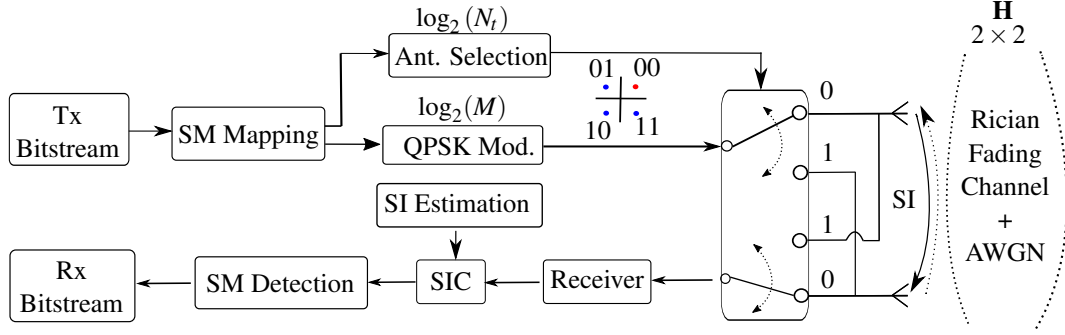 log₂(Nₜ)
Ant. Selection
H
2 × 2
01 00
10 11
log₂(M)
QPSK Mod.
Tx
Bitstream
SM Mapping
0
1
1
0
SI
Rician
Fading
Channel
+
AWGN
SI Estimation
Rx
Bitstream
SM Detection
SIC
Receiver